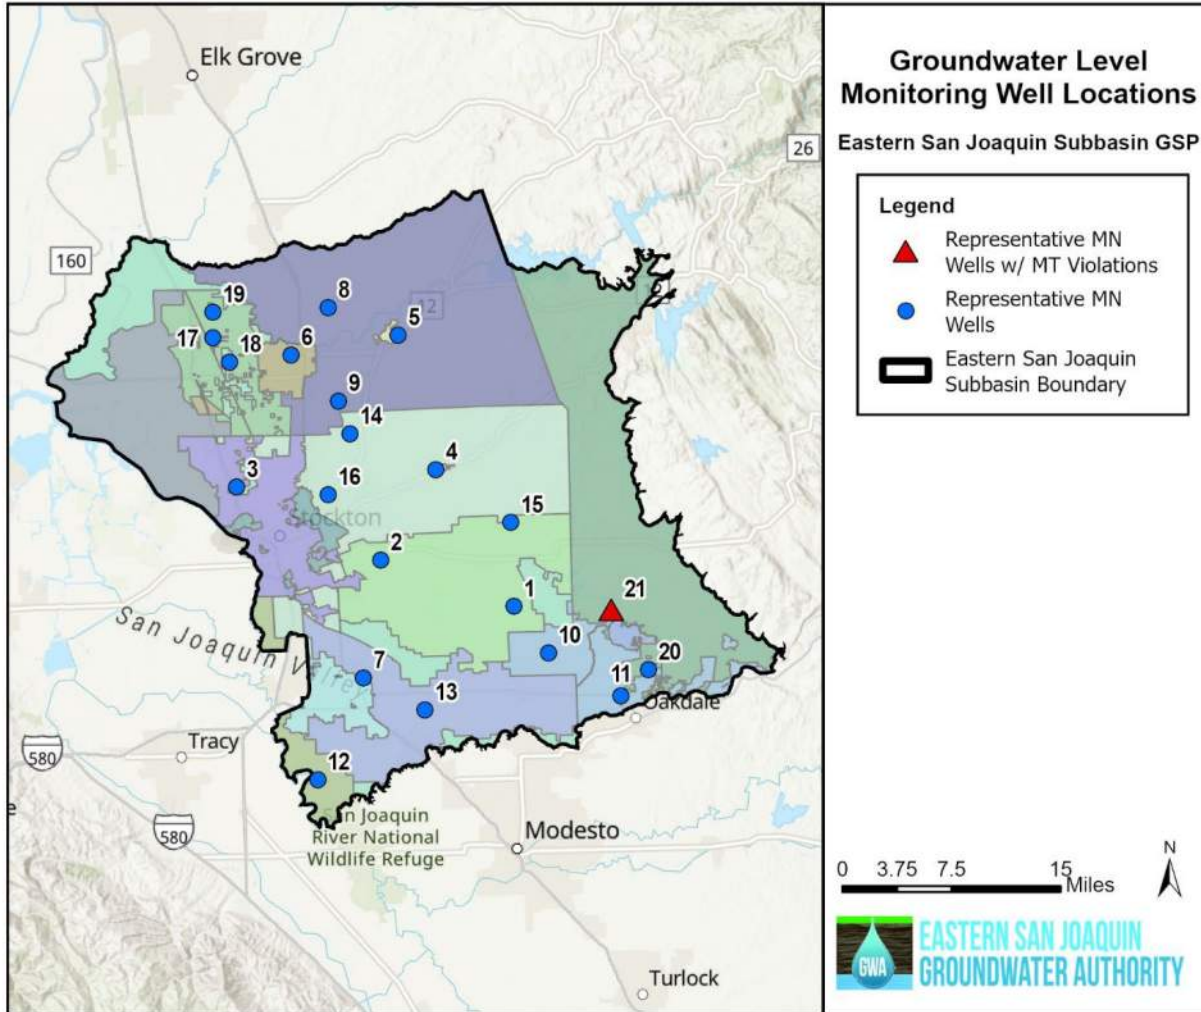 Groundwater Level
Monitoring Well Locations
Eastern San Joaquin Subbasin GSP
Legend
Representative MN
Wells w/ MT Violations
Representative MN
Wells
Eastern San Joaquin
Subbasin Boundary
Elk Grove
26
160
19
8
12
5
17
18
6
9
14
4
3
16
15
Stockton
2
1
21
San Joaquin
10
7
20
11
13
Oakdale
580
Tracy
12
San Joaquin
River National
Wildlife Refuge
580
Modesto
Turlock
e
0 3.75 7.5 15
Miles
N
GWA
EASTERN SAN JOAQUIN
GROUNDWATER AUTHORITY